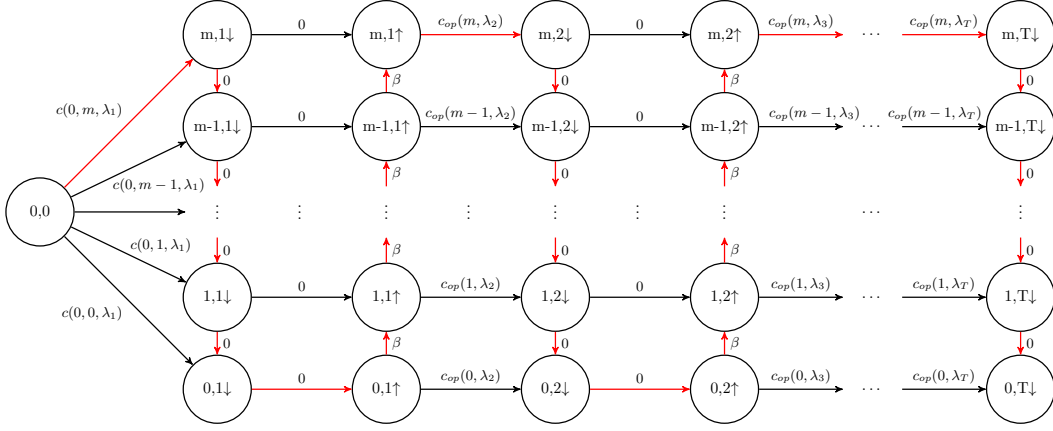 0 c_{op}(m, λ_2) 0 c_{op}(m, λ_3) c_{op}(m, λ_T)
m,1↓ m,1↑ m,2↓ m,2↑ ··· m,T↓
0 β 0 β 0
c(0, m, λ_1)
0 c_{op}(m − 1, λ_2) 0 c_{op}(m − 1, λ_3) c_{op}(m − 1, λ_T)
m-1,1↓ m-1,1↑ m-1,2↓ m-1,2↑ ··· m-1,T↓
0 β 0 β 0
c(0, m − 1, λ_1)
0,0 ⋮ ⋮ ⋮ ⋮ ⋮ ⋮ ⋮ ··· ⋮
c(0, 1, λ_1)
0 β 0 β 0
0 c_{op}(1, λ_2) 0 c_{op}(1, λ_3) c_{op}(1, λ_T)
1,1↓ 1,1↑ 1,2↓ 1,2↑ ··· 1,T↓
c(0, 0, λ_1)
0 β 0 β 0
0 c_{op}(0, λ_2) 0 c_{op}(0, λ_3) c_{op}(0, λ_T)
0,1↓ 0,1↑ 0,2↓ 0,2↑ ··· 0,T↓